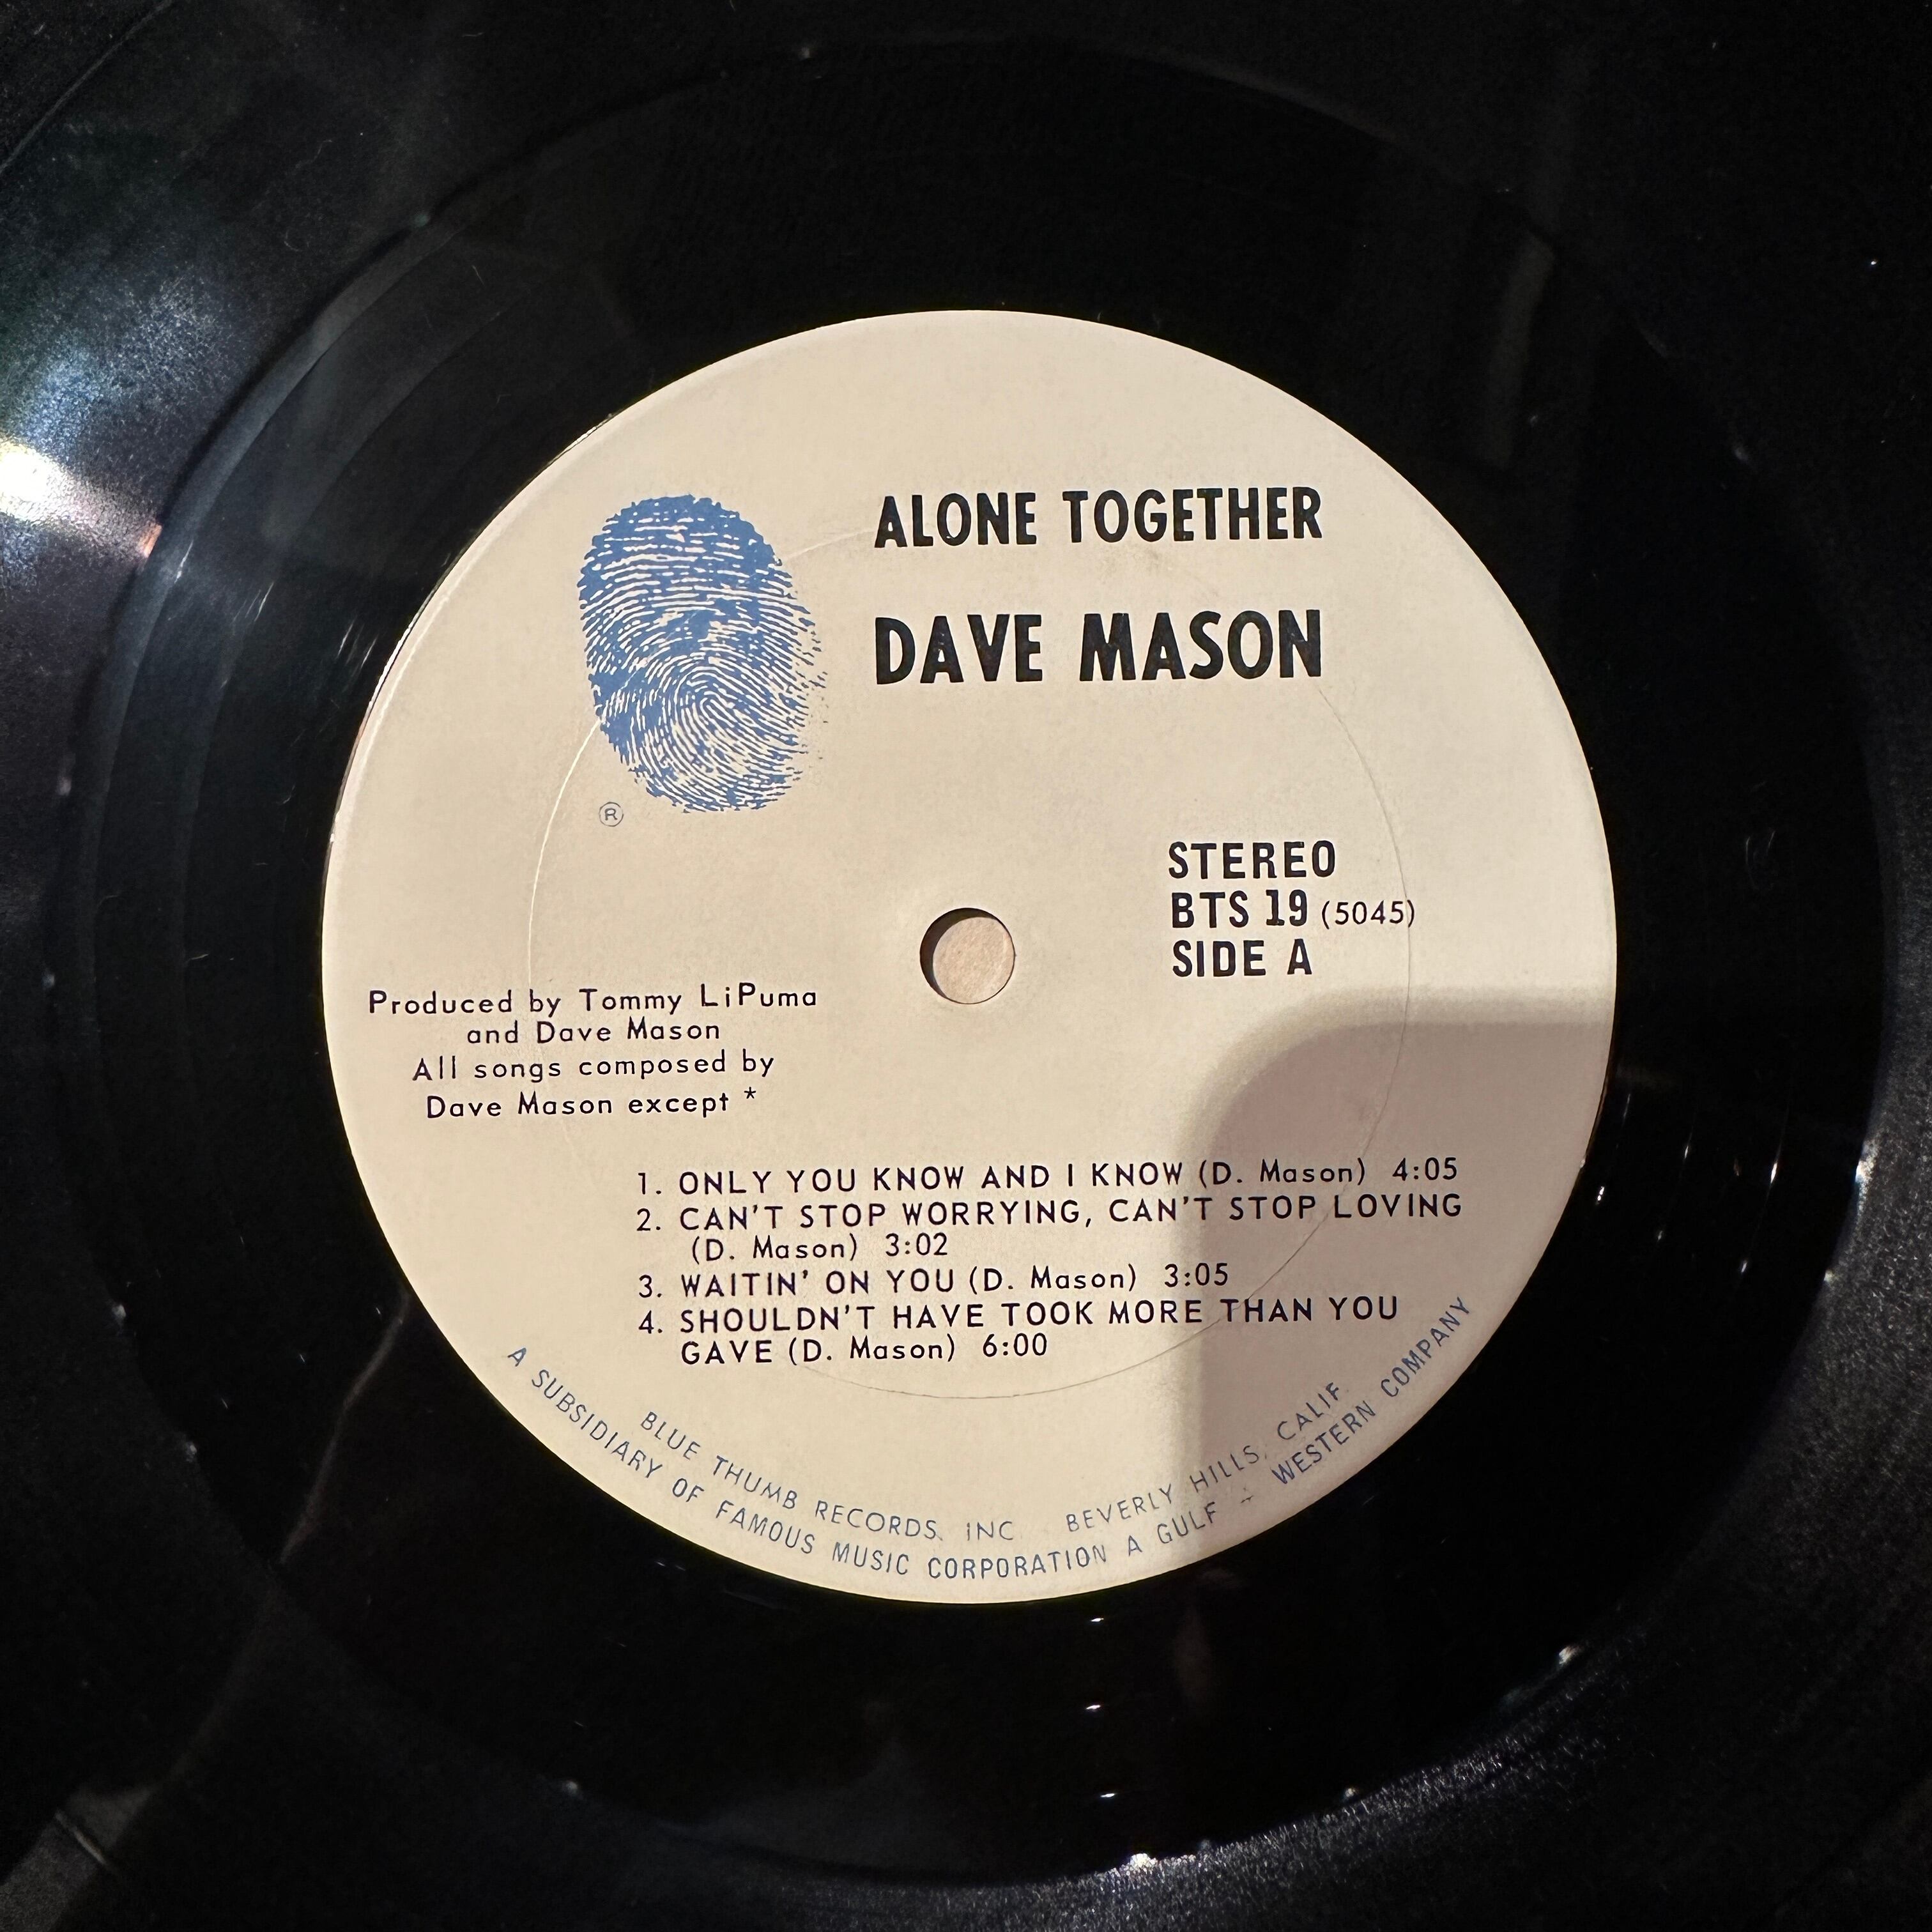 ALONE TOGETHER
DAVE MASON
®
STEREO
BTS 19 (5045)
SIDE A
Produced by Tommy LiPuma
and Dave Mason
All songs composed by
Dave Mason except *
1. ONLY YOU KNOW AND I KNOW (D. Mason) 4:05
2. CAN'T STOP WORRYING, CAN'T STOP LOVING
(D. Mason) 3:02
3. WAITIN' ON YOU (D. Mason) 3:05
4. SHOULDN'T HAVE TOOK MORE THAN YOU
GAVE (D. Mason) 6:00
BLUE THUMB RECORDS, INC BEVERLY HILLS, CALIF.
A SUBSIDIARY OF FAMOUS MUSIC CORPORATION A GULF + WESTERN COMPANY